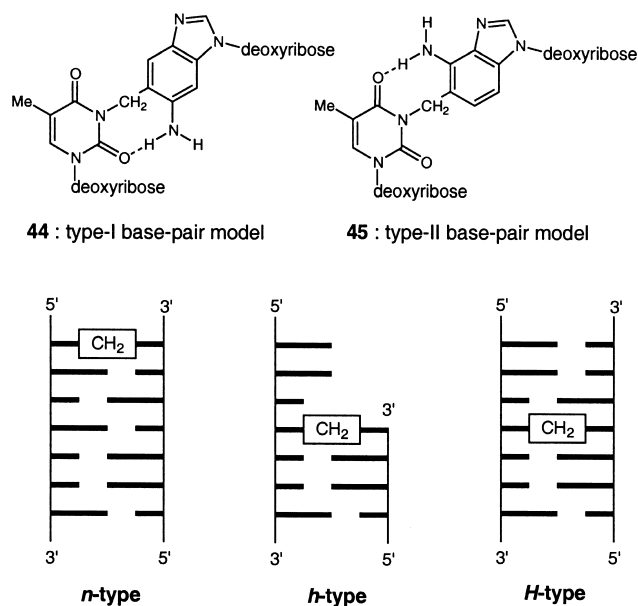 N
N
deoxyribose
O
Me
N
CH2
N
H
H
N
O
deoxyribose
H
N
H
N
N
deoxyribose
O
Me
N
CH2
N
O
deoxyribose
44 : type-I base-pair model
45 : type-II base-pair model
5' 3'
CH2
3' 5'
n-type
5'
3'
CH2
3' 5'
h-type
5' 3'
CH2
3' 5'
H-type